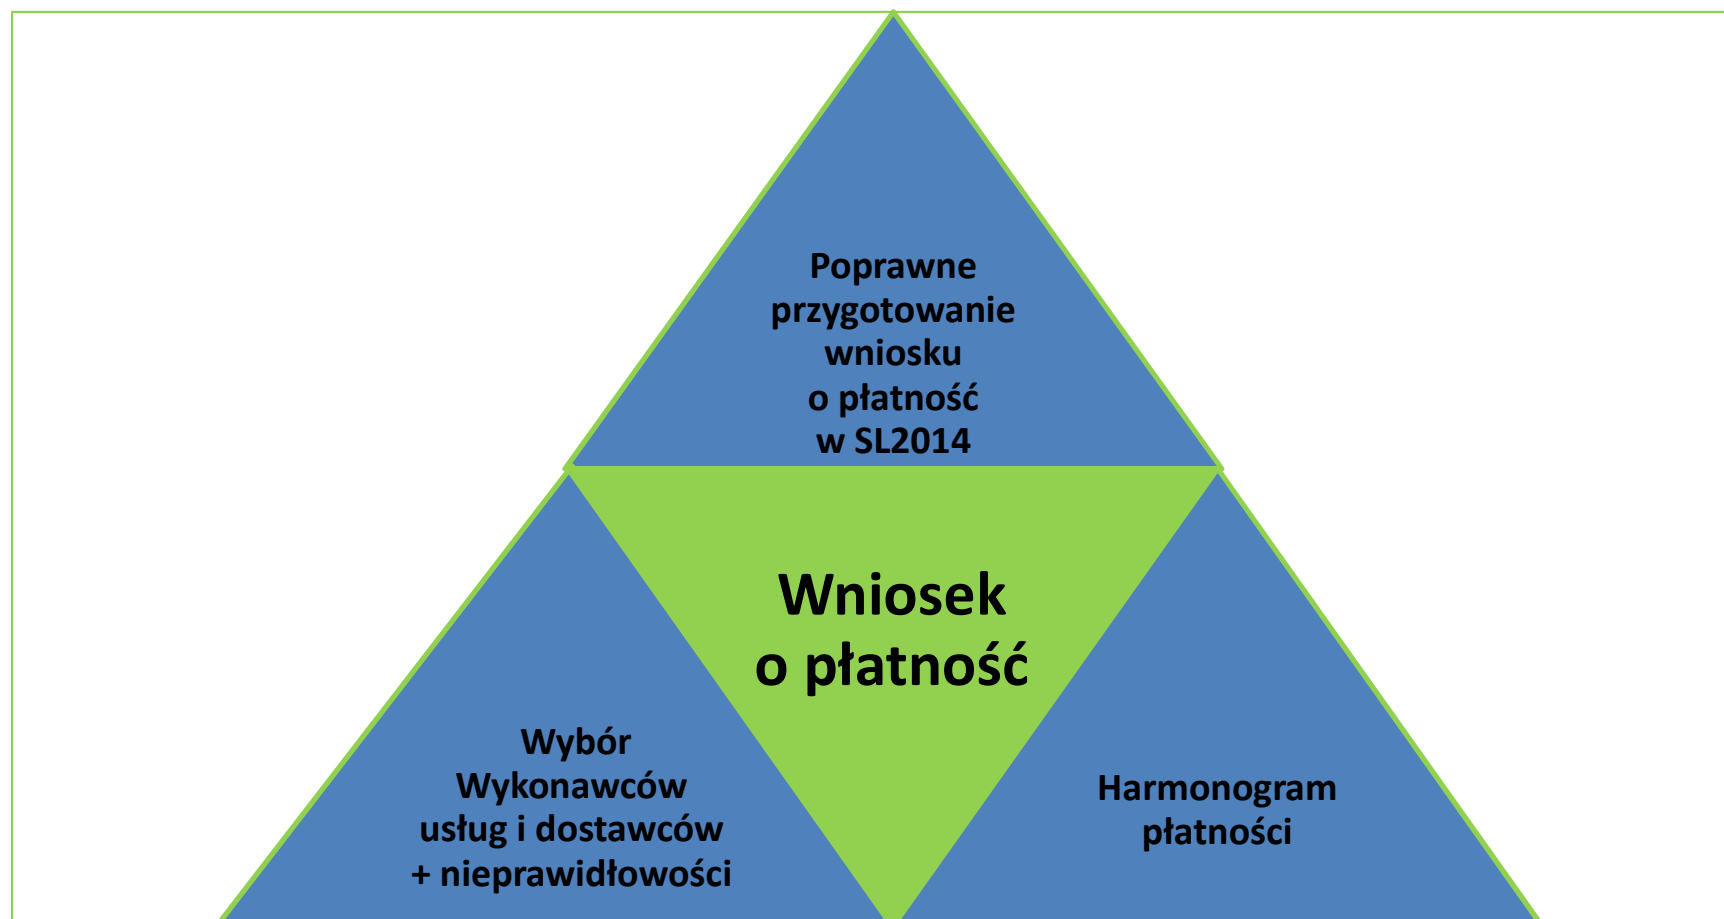 Poprawne
przygotowanie
wniosku
o płatność
w SL2014
Wniosek
o płatność
Wybór
Wykonawców
usług i dostawców
+ nieprawidłowości
Harmonogram
płatności